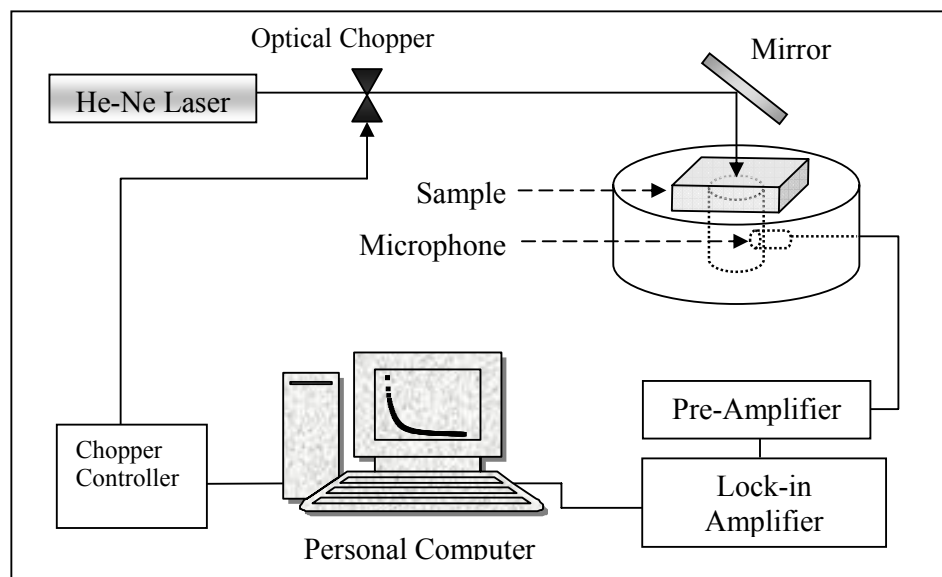 Optical Chopper
Mirror
He-Ne Laser
Sample
Microphone
Pre-Amplifier
Chopper
Controller
Lock-in
Amplifier
Personal Computer